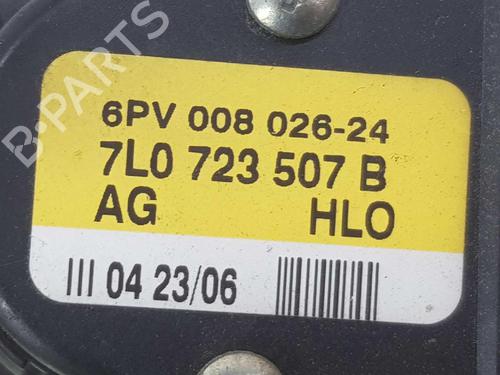 B-PARTS
6PV 008 026-24
7L0 723 507 B
AG HLO
III 04 23/06